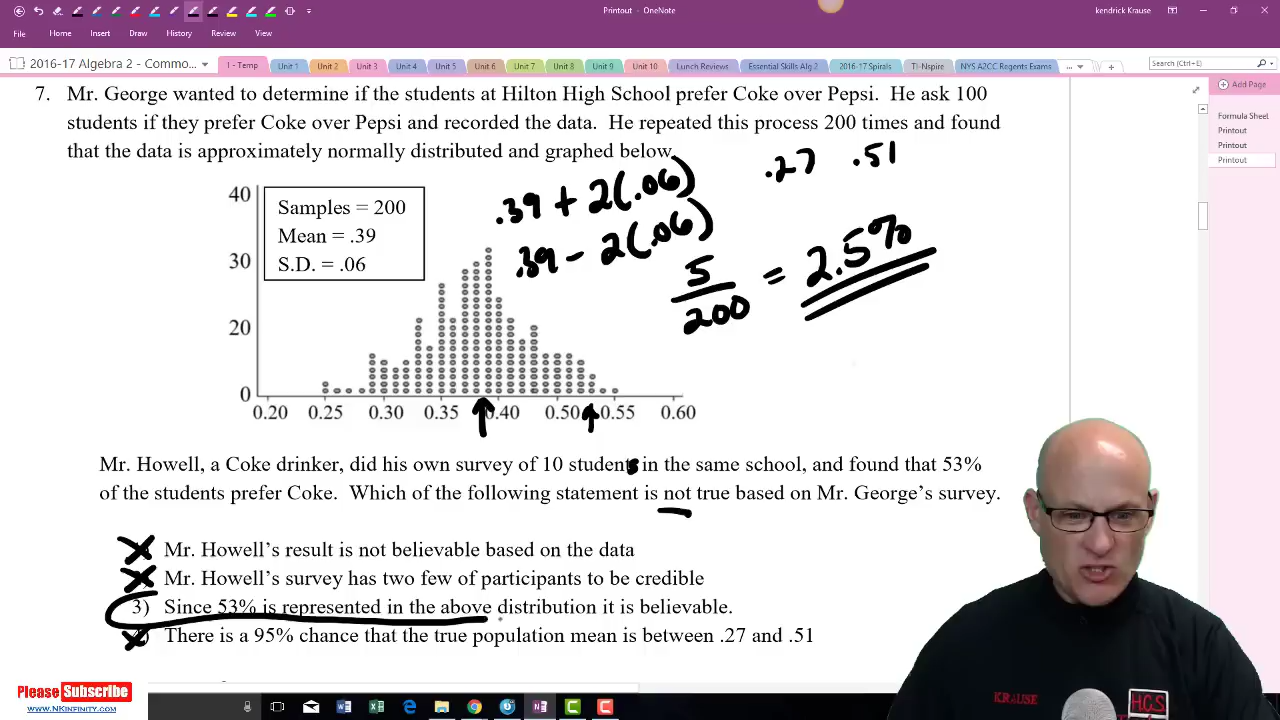 Printout - OneNote
kendrick Krause
File Home Insert Draw History Review View
2016-17 Algebra 2 - Commo... 1 - Temp Unit 1 Unit 2 Unit 3 Unit 4 Unit 5 Unit 6 Unit 7 Unit 8 Unit 9 Unit 10 Lunch Reviews Essential Skills Alg.2 2016-17 Spirals TI-Nspire NYS A2CC Regents Exams ... Search (Ctrl+E)
Add Page
Formula Sheet
Printout
Printout
Printout
7. Mr. George wanted to determine if the students at Hilton High School prefer Coke over Pepsi. He ask 100
students if they prefer Coke over Pepsi and recorded the data. He repeated this process 200 times and found
that the data is approximately normally distributed and graphed below.
.27 .51
.39 + 2(.06)
.39 - 2(.06)
5/200 = 2.5%
Samples = 200
Mean = .39
S.D. = .06
40
30
20
10
0
0.20 0.25 0.30 0.35 0.40 0.50 0.55 0.60
Mr. Howell, a Coke drinker, did his own survey of 10 students in the same school, and found that 53%
of the students prefer Coke. Which of the following statement is not true based on Mr. George's survey.
Mr. Howell's result is not believable based on the data
Mr. Howell's survey has two few of participants to be credible
3) Since 53% is represented in the above distribution it is believable.
There is a 95% chance that the true population mean is between .27 and .51
Please Subscribe
www.NKinfinity.com
KRAUSE
H.C.S.